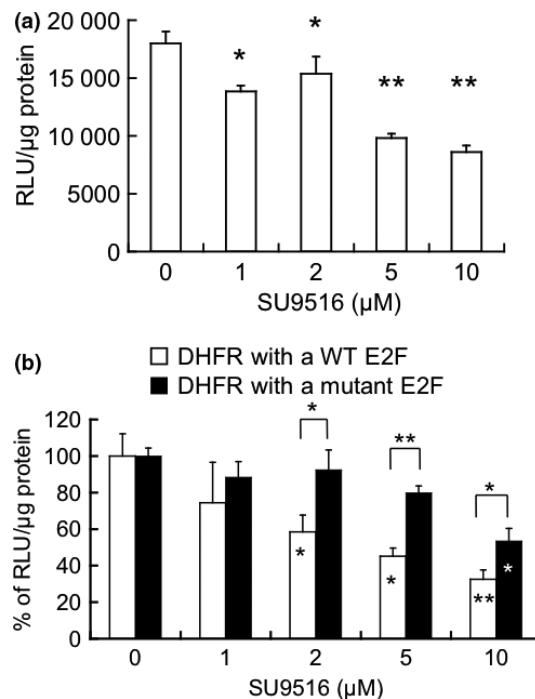 (a)
RLU/µg protein
20 000
15 000
10 000
5000
0
* * ** **
0 1 2 5 10
SU9516 (µM)
(b)
DHFR with a WT E2F
DHFR with a mutant E2F
% of RLU/µg protein
120
100
80
60
40
20
0
* ** *
* * ** *
0 1 2 5 10
SU9516 (µM)